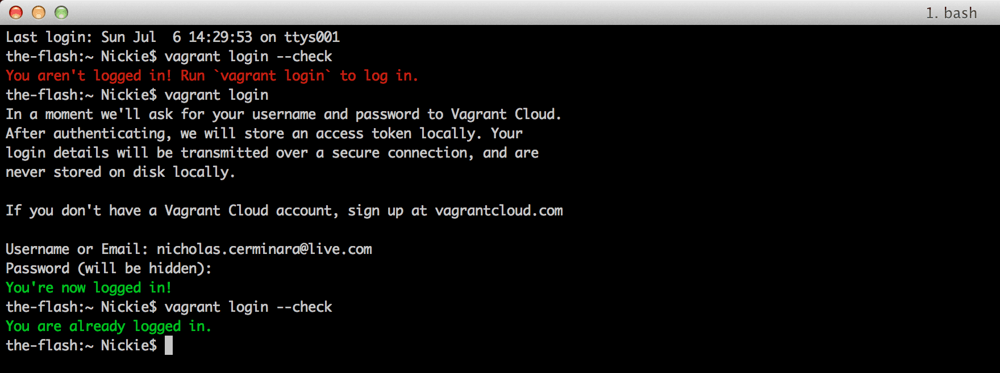 1. bash
Last login: Sun Jul  6 14:29:53 on ttys001
the-flash:~ Nickie$ vagrant login --check
You aren't logged in! Run `vagrant login` to log in.
the-flash:~ Nickie$ vagrant login
In a moment we'll ask for your username and password to Vagrant Cloud.
After authenticating, we will store an access token locally. Your
login details will be transmitted over a secure connection, and are
never stored on disk locally.
If you don't have a Vagrant Cloud account, sign up at vagrantcloud.com
Username or Email: nicholas.cerminara@live.com
Password (will be hidden):
You're now logged in!
the-flash:~ Nickie$ vagrant login --check
You are already logged in.
the-flash:~ Nickie$